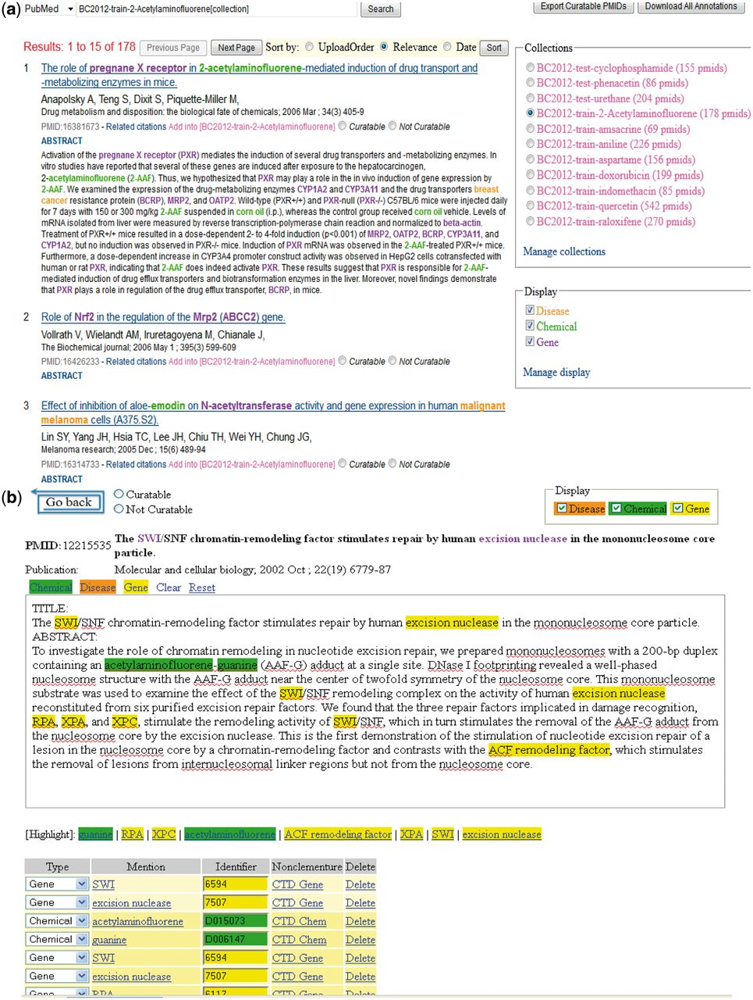 (a) PubMed BC2012-train-2-Acetylaminofluorene[collection] Search Export Curatable PMIDs Download All Annotations
Results: 1 to 15 of 178 Previous Page Next Page Sort by: UploadOrder Relevance Date Sort
1 The role of pregnane X receptor in 2-acetylaminofluorene-mediated induction of drug transport and
-metabolizing enzymes in mice.
Anapolsky A, Teng S, Dixit S, Piquette-Miller M,
Drug metabolism and disposition: the biological fate of chemicals; 2006 Mar ; 34(3) 405-9
PMID:16381673 - Related citations Add into [BC2012-train-2-Acetylaminofluorene] Curatable Not Curatable
ABSTRACT
Activation of the pregnane X receptor (PXR) mediates the induction of several drug transporters and -metabolizing enzymes. In
vitro studies have reported that several of these genes are induced after exposure to the hepatocarcinogen,
2-acetylaminofluorene (2-AAF). Thus, we hypothesized that PXR may play a role in the in vivo induction of gene expression by
2-AAF. We examined the expression of the drug-metabolizing enzymes CYP1A2 and CYP3A11 and the drug transporters breast
cancer resistance protein (BCRP), MRP2, and OATP2. Wild-type (PXR+/+) and PXR-null (PXR-/-) C57BL/6 mice were injected daily
for 7 days with 150 or 300 mg/kg 2-AAF suspended in corn oil (i.p.), whereas the control group received corn oil vehicle. Levels of
mRNA isolated from liver were measured by reverse transcription-polymerase chain reaction and normalized to beta-actin.
Treatment of PXR+/+ mice resulted in a dose-dependent 2- to 4-fold induction (p<0.001) of MRP2, OATP2, BCRP, CYP3A11, and
CYP1A2, but no induction was observed in PXR-/- mice. Induction of PXR mRNA was observed in the 2-AAF-treated PXR+/+ mice.
Furthermore, a dose-dependent increase in CYP3A4 promoter construct activity was observed in HepG2 cells cotransfected with
human or rat PXR, indicating that 2-AAF does indeed activate PXR. These results suggest that PXR is responsible for 2-AAF-
mediated induction of drug efflux transporters and biotransformation enzymes in the liver. Moreover, novel findings demonstrate
that PXR plays a role in regulation of the drug efflux transporter, BCRP, in mice.
2 Role of Nrf2 in the regulation of the Mrp2 (ABCC2) gene.
Vollrath V, Wielandt AM, Iruretagoyena M, Chianale J,
The Biochemical journal; 2006 May 1 ; 395(3) 599-609
PMID:16426233 - Related citations Add into [BC2012-train-2-Acetylaminofluorene] Curatable Not Curatable
ABSTRACT
3 Effect of inhibition of aloe-emodin on N-acetyltransferase activity and gene expression in human malignant
melanoma cells (A375.S2).
Lin SY, Yang JH, Hsia TC, Lee JH, Chiu TH, Wei YH, Chung JG,
Melanoma research; 2005 Dec ; 15(6) 489-94
PMID:16314733 - Related citations Add into [BC2012-train-2-Acetylaminofluorene] Curatable Not Curatable
ABSTRACT
Collections
BC2012-test-cyclophosphamide (155 pmids)
BC2012-test-phenacetin (86 pmids)
BC2012-test-urethane (204 pmids)
BC2012-train-2-Acetylaminofluorene (178 pmids)
BC2012-train-amsacrine (69 pmids)
BC2012-train-aniline (226 pmids)
BC2012-train-aspartame (156 pmids)
BC2012-train-doxorubicin (199 pmids)
BC2012-train-indomethacin (85 pmids)
BC2012-train-quercetin (542 pmids)
BC2012-train-raloxifene (270 pmids)
Manage collections
Display
Disease
Chemical
Gene
Manage display
(b) Go back Curatable
Not Curatable
Display
Disease Chemical Gene
PMID:12215535 The SWI/SNF chromatin-remodeling factor stimulates repair by human excision nuclease in the mononucleosome core
particle.
Publication: Molecular and cellular biology; 2002 Oct ; 22(19) 6779-87
Chemical Disease Gene Clear Reset
TITLE:
The SWI/SNF chromatin-remodeling factor stimulates repair by human excision nuclease in the mononucleosome core particle.
ABSTRACT:
To investigate the role of chromatin remodeling in nucleotide excision repair, we prepared mononucleosomes with a 200-bp duplex
containing an acetylaminofluorene-guanine (AAF-G) adduct at a single site. DNase I footprinting revealed a well-phased
nucleosome structure with the AAF-G adduct near the center of twofold symmetry of the nucleosome core. This mononucleosome
substrate was used to examine the effect of the SWI/SNF remodeling complex on the activity of human excision nuclease
reconstituted from six purified excision repair factors. We found that the three repair factors implicated in damage recognition,
RPA, XPA, and XPC, stimulate the remodeling activity of SWI/SNF, which in turn stimulates the removal of the AAF-G adduct from
the nucleosome core by the excision nuclease. This is the first demonstration of the stimulation of nucleotide excision repair of a
lesion in the nucleosome core by a chromatin-remodeling factor and contrasts with the ACF remodeling factor, which stimulates
the removal of lesions from internucleosomal linker regions but not from the nucleosome core.
[Highlight]: guanine | RPA | XPC | acetylaminofluorene | ACF remodeling factor | XPA | SWI | excision nuclease
Type Mention Identifier Nonclementure Delete
Gene SWI 6594 CTD Gene Delete
Gene excision nuclease 7507 CTD Gene Delete
Chemical acetylaminofluorene D015073 CTD Chem Delete
Chemical guanine D006147 CTD Chem Delete
Gene SWI 6594 CTD Gene Delete
Gene excision nuclease 7507 CTD Gene Delete
Gene RPA 6117 CTD Gene Delete